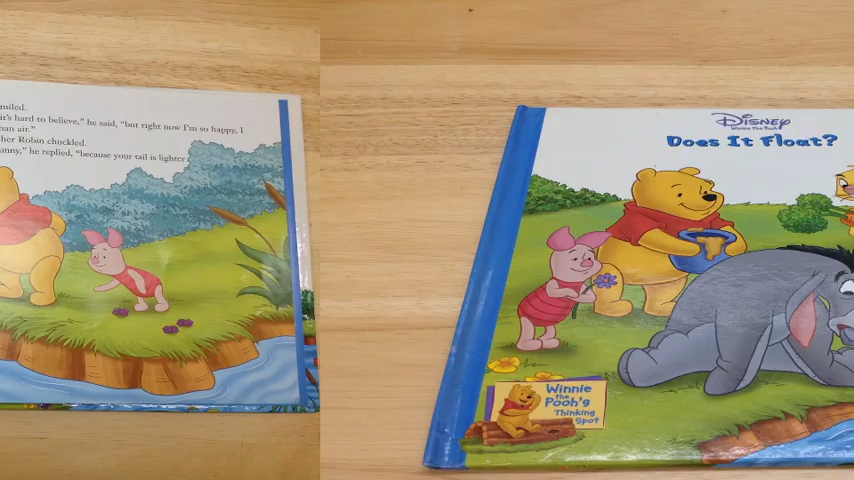 miled.
it's hard to believe," he said, "but right now I'm so happy, I
han air."
her Robin chuckled.
unny," he replied, "because your tail is lighter
Disney
Winnie the Pooh
Does It Float?
Winnie
the
Pooh's
Thinking
Spot